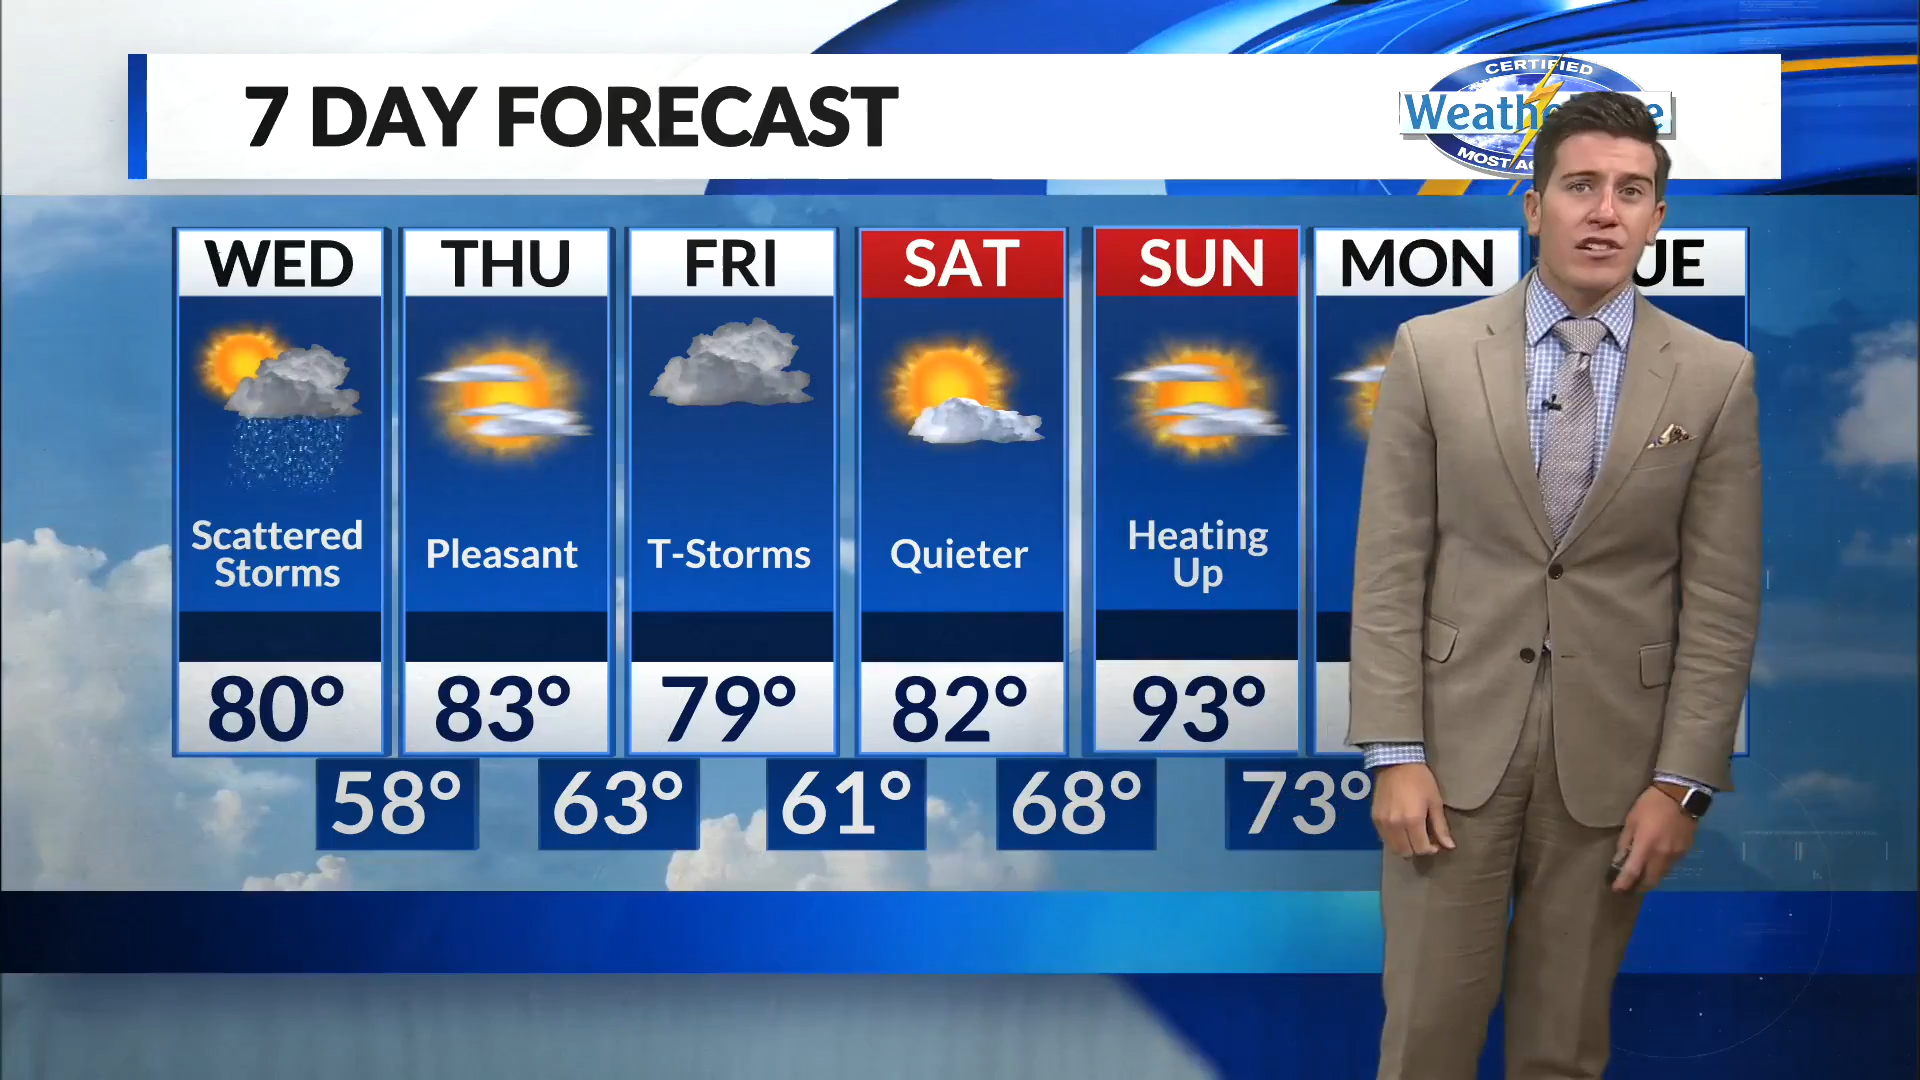 7 DAY FORECAST
CERTIFIED
MOST
WED
THU
FRI
SAT
SUN
MON
Scattered
Storms
Pleasant
T-Storms
Quieter
Heating
Up
80°
83°
79°
82°
93°
58°
63°
61°
68°
73°